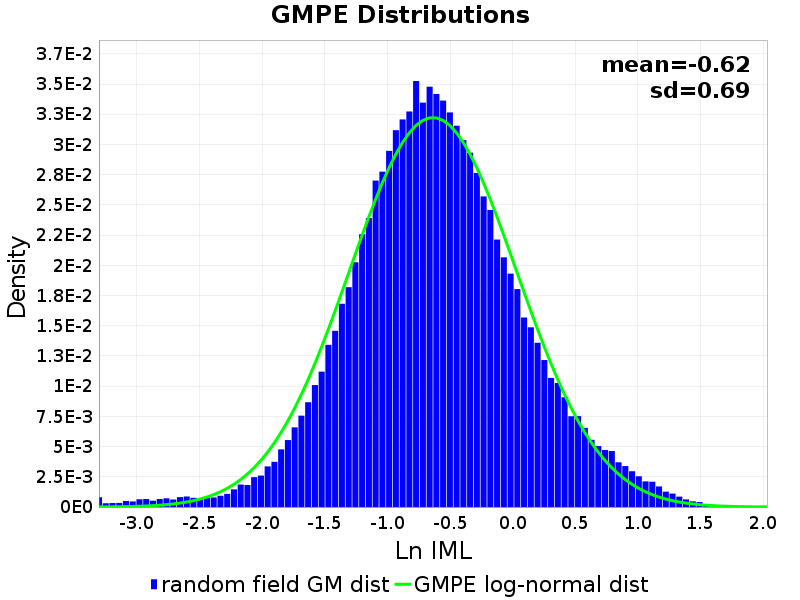 GMPE Distributions
mean=-0.62
sd=0.69
3.7E-2
3.5E-2
3.3E-2
3E-2
2.8E-2
2.5E-2
2.2E-2
2E-2
1.8E-2
1.5E-2
1.3E-2
1E-2
7.5E-3
5E-3
2.5E-3
0E0
Density
-3.0 -2.5 -2.0 -1.5 -1.0 -0.5 0.0 0.5 1.0 1.5 2.0
Ln IML
random field GM dist GMPE log-normal dist